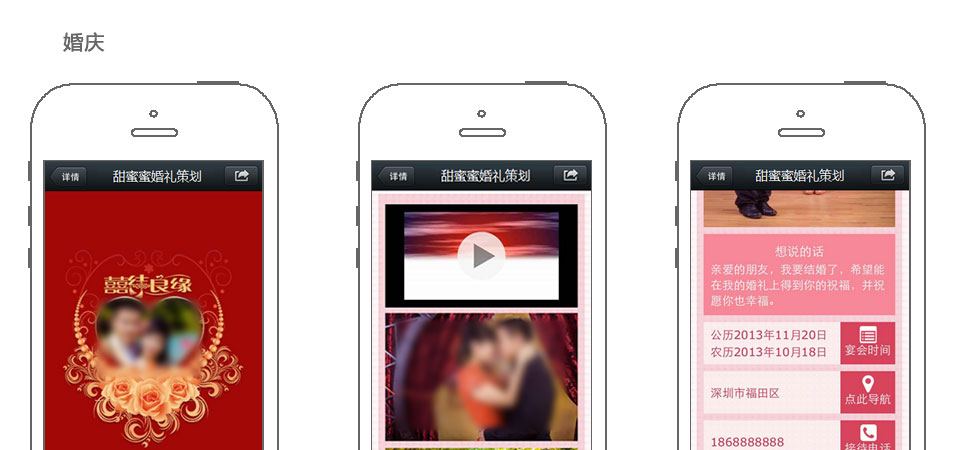 婚庆
详情
甜蜜蜜婚礼策划
囍结良缘
详情
甜蜜蜜婚礼策划
详情
甜蜜蜜婚礼策划
想说的话
亲爱的朋友，我要结婚了，希望能
在我的婚礼上得到你的祝福，并祝
愿你也幸福。
公历2013年11月20日
农历2013年10月18日
宴会时间
深圳市福田区
点此导航
1868888888
接待电话